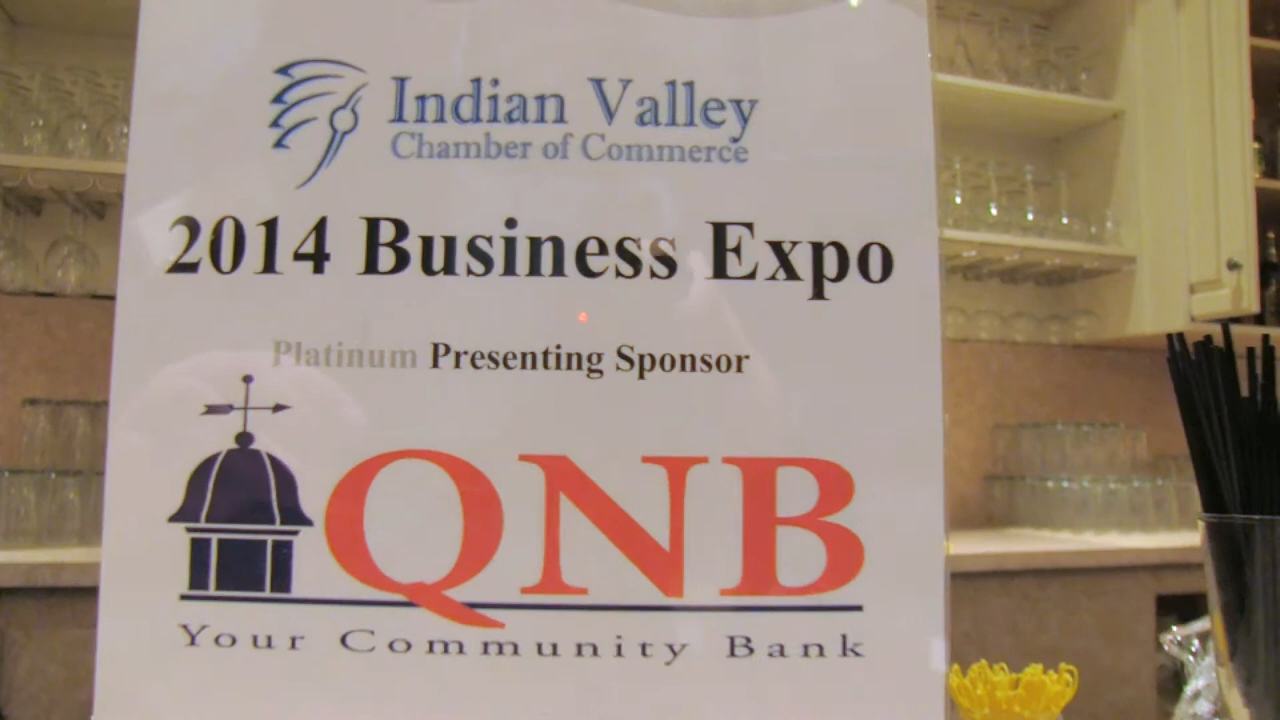 Indian Valley
Chamber of Commerce
2014 Business Expo
Platinum Presenting Sponsor
QNB
Your Community Bank